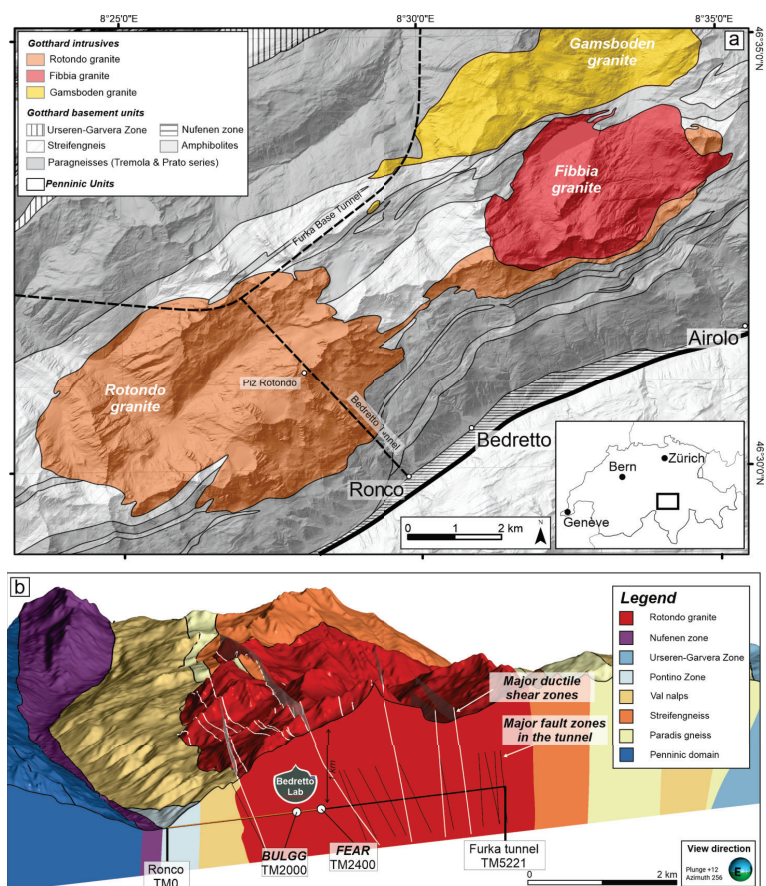 8°25'0"E
8°30'0"E
8°35'0"E
a
46°35'0"N
46°30'0"N
Gotthard intrusives
Rotondo granite
Fibbia granite
Gamsboden granite
Gotthard basement units
Urseren-Garvera Zone
Nufenen zone
Streifengneis
Amphibolites
Paragneisses (Tremola & Prato series)
Penninic Units
Gamsboden
granite
Fibbia
granite
Furka Base Tunnel
Airolo
Piz Rotondo
Rotondo
granite
Bedretto Tunnel
Bedretto
Ronco
0 1 2 km
N
Zürich
Bern
Genève
b
Legend
Rotondo granite
Nufenen zone
Urseren-Garvera Zone
Pontino Zone
Val nalps
Streifengneiss
Paradis gneiss
Penninic domain
Major ductile
shear zones
Major fault zones
in the tunnel
1 km
Bedretto
Lab
BULGG
TM2000
FEAR
TM2400
Furka tunnel
TM5221
Ronco
TM0
0 2 km
View direction
Plunge +12
Azimuth 256
E